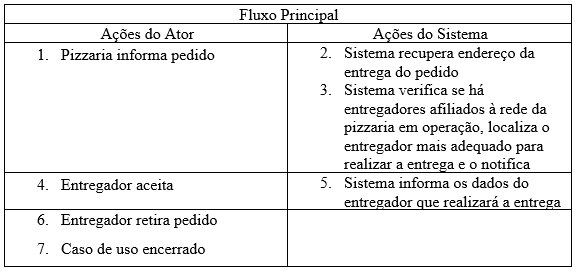 Fluxo Principal
Ações do Ator
Ações do Sistema
1. Pizzaria informa pedido
2. Sistema recupera endereço da
entrega do pedido
3. Sistema verifica se há
entregadores afiliados à rede da
pizzaria em operação, localiza o
entregador mais adequado para
realizar a entrega e o notifica
4. Entregador aceita
5. Sistema informa os dados do
entregador que realizará a entrega
6. Entregador retira pedido
7. Caso de uso encerrado